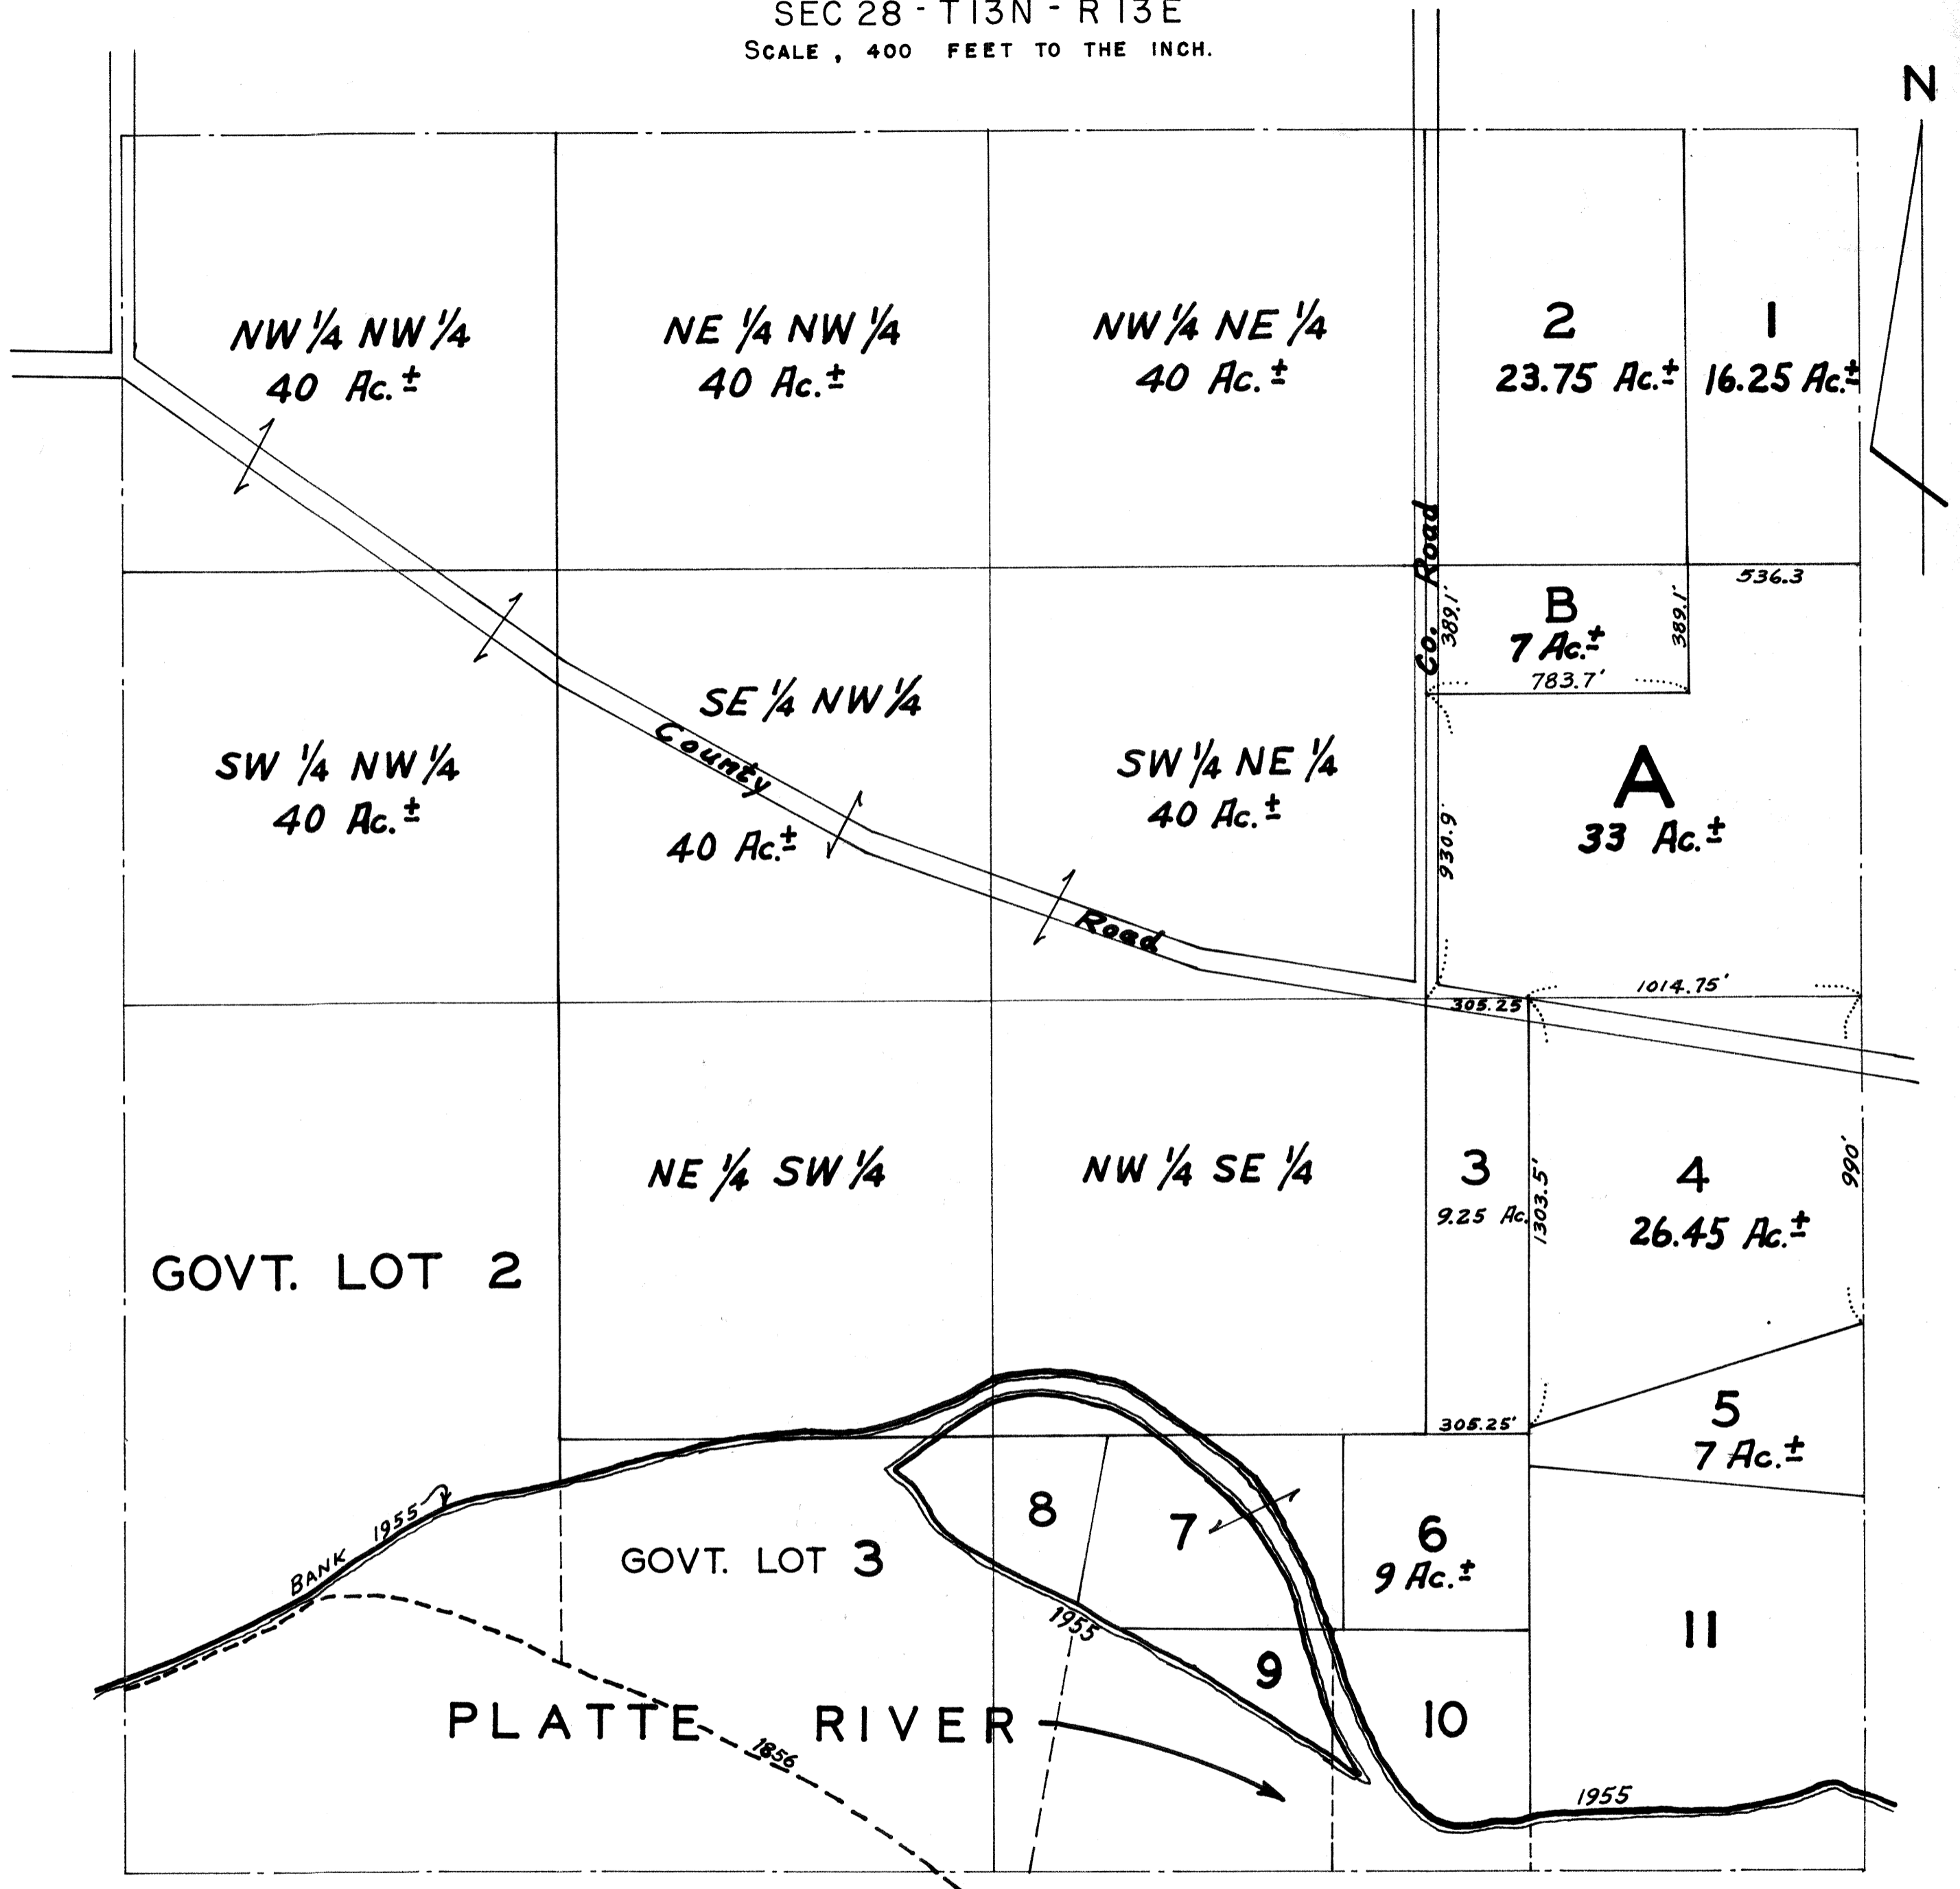 SEC 28 - T13N - R 13E
SCALE, 400 FEET TO THE INCH.
N
NW ¼ NW ¼
40 Ac.±
NE ¼ NW ¼
40 Ac.±
NW ¼ NE ¼
40 Ac.±
2
23.75 Ac.±
1
16.25 Ac.±
536.3
Co. Road
389.1'
B
7 Ac.±
783.7'
389.1'
SW ¼ NW ¼
40 Ac.±
SE ¼ NW ¼
40 Ac.±
County Road
SW ¼ NE ¼
40 Ac.±
930.9'
A
33 Ac.±
305.25'
1014.75'
GOVT. LOT 2
NE ¼ SW ¼
NW ¼ SE ¼
3
9.25 Ac.
1303.5'
4
26.45 Ac.±
990'
305.25'
5
7 Ac.±
BANK 1955
GOVT. LOT 3
8
7
6
9 Ac.±
1955
9
10
11
PLATTE RIVER
1856
1955